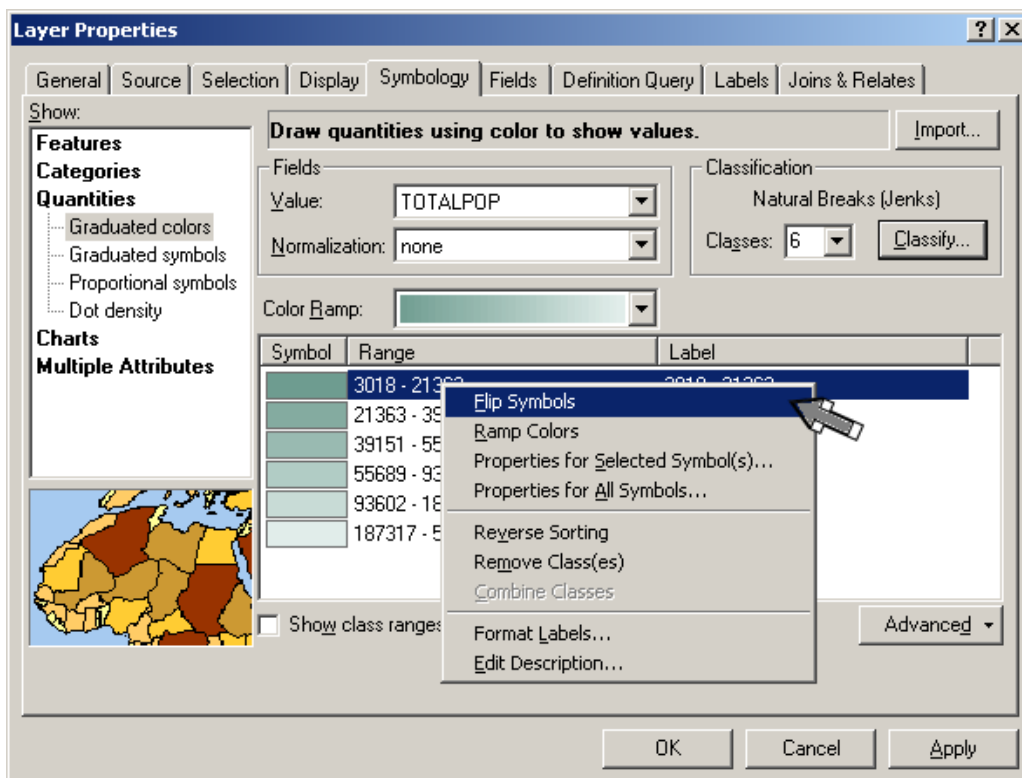 Layer Properties
General Source Selection Display Symbology Fields Definition Query Labels Joins & Relates
Show:
Features
Categories
Quantities
Graduated colors
Graduated symbols
Proportional symbols
Dot density
Charts
Multiple Attributes
Draw quantities using color to show values.
Import...
Fields
Value: TOTALPOP
Normalization: none
Classification
Natural Breaks (Jenks)
Classes: 6 Classify...
Color Ramp:
Symbol Range Label
3018 - 21363
21363 - 39
39151 - 55
55689 - 93
93602 - 18
187317 - 5
Flip Symbols
Ramp Colors
Properties for Selected Symbol(s)...
Properties for All Symbols...
Reverse Sorting
Remove Class(es)
Combine Classes
Format Labels...
Edit Description...
Show class ranges
Advanced
OK Cancel Apply